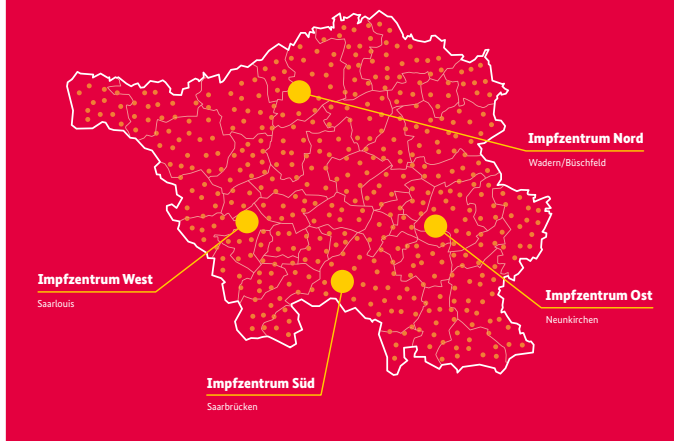 Impfzentrum Nord
Wadern/Büschfeld
Impfzentrum West
Saarlouis
Impfzentrum Ost
Neunkirchen
Impfzentrum Süd
Saarbrücken